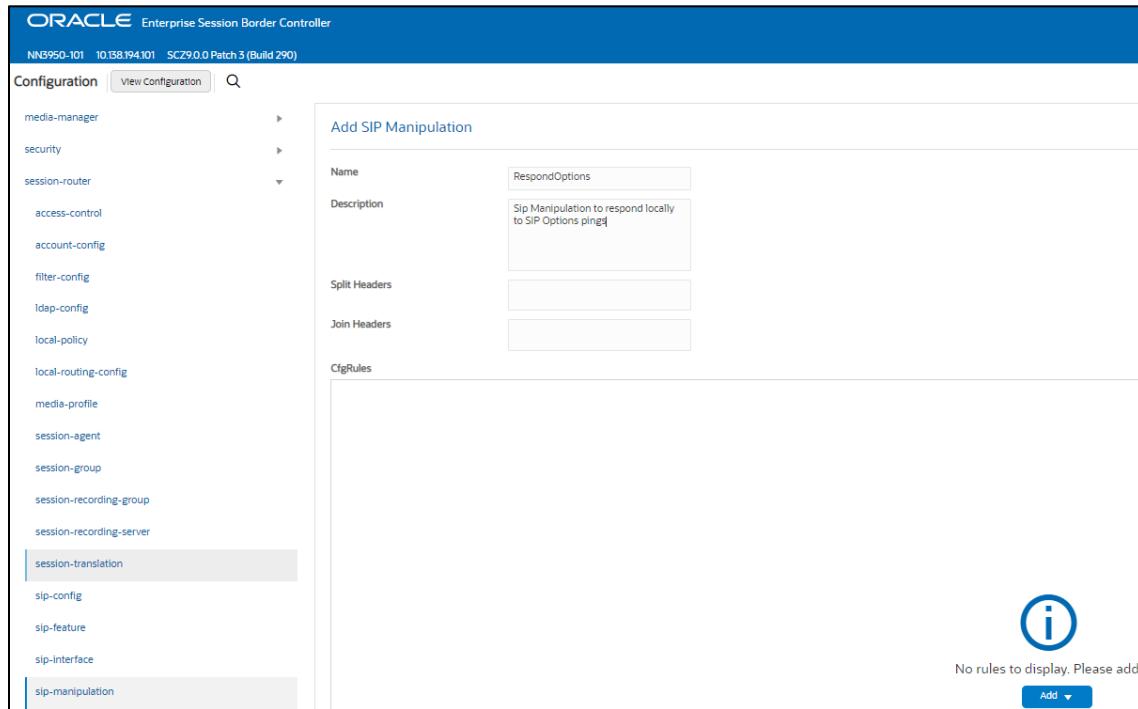 ORACLE Enterprise Session Border Controller
NN3950-101 10.138.194.101 SCZ9.0.0 Patch 3 (Build 290)
Configuration View Configuration
media-manager
security
session-router
access-control
account-config
filter-config
ldap-config
local-policy
local-routing-config
media-profile
session-agent
session-group
session-recording-group
session-recording-server
session-translation
sip-config
sip-feature
sip-interface
sip-manipulation
Add SIP Manipulation
Name RespondOptions
Description Sip Manipulation to respond locally
to SIP Options pings
Split Headers
Join Headers
CfgRules
No rules to display. Please add
Add